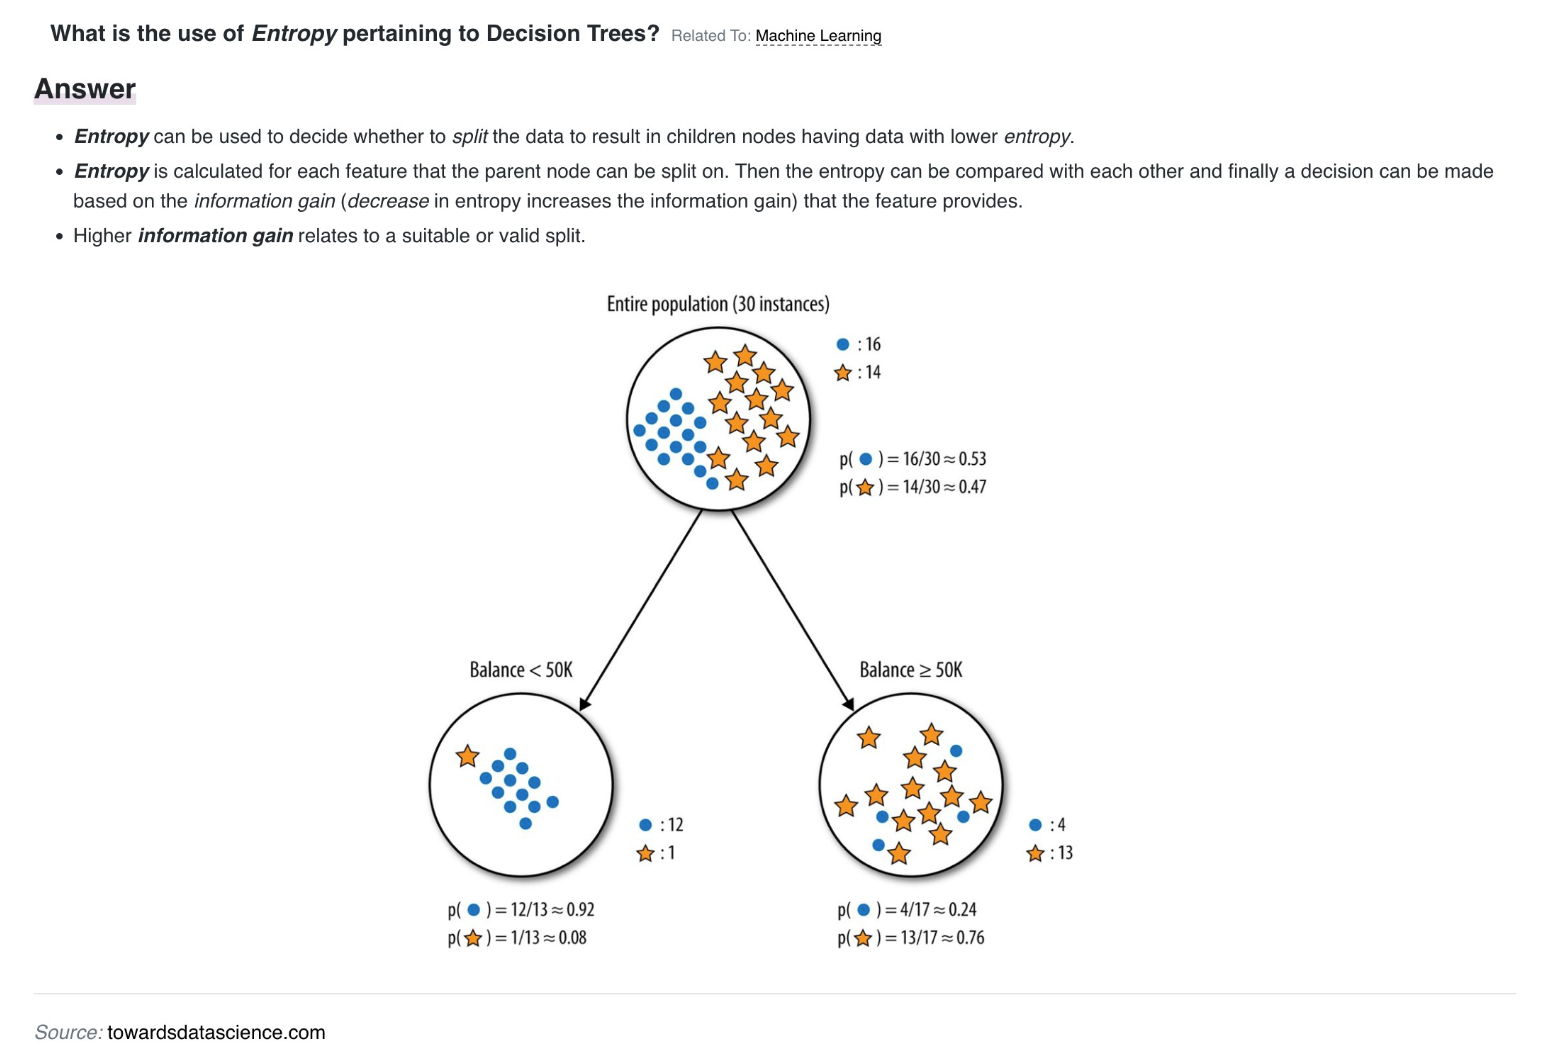 What is the use of Entropy pertaining to Decision Trees? Related To: Machine Learning
Answer
Entropy can be used to decide whether to split the data to result in children nodes having data with lower entropy.
Entropy is calculated for each feature that the parent node can be split on. Then the entropy can be compared with each other and finally a decision can be made
based on the information gain (decrease in entropy increases the information gain) that the feature provides.
Higher information gain relates to a suitable or valid split.
Entire population (30 instances)
: 16
: 14
p( ) = 16/30 ≈ 0.53
p( ) = 14/30 ≈ 0.47
Balance < 50K
: 12
: 1
p( ) = 12/13 ≈ 0.92
p( ) = 1/13 ≈ 0.08
Balance ≥ 50K
: 4
: 13
p( ) = 4/17 ≈ 0.24
p( ) = 13/17 ≈ 0.76
Source: towardsdatascience.com